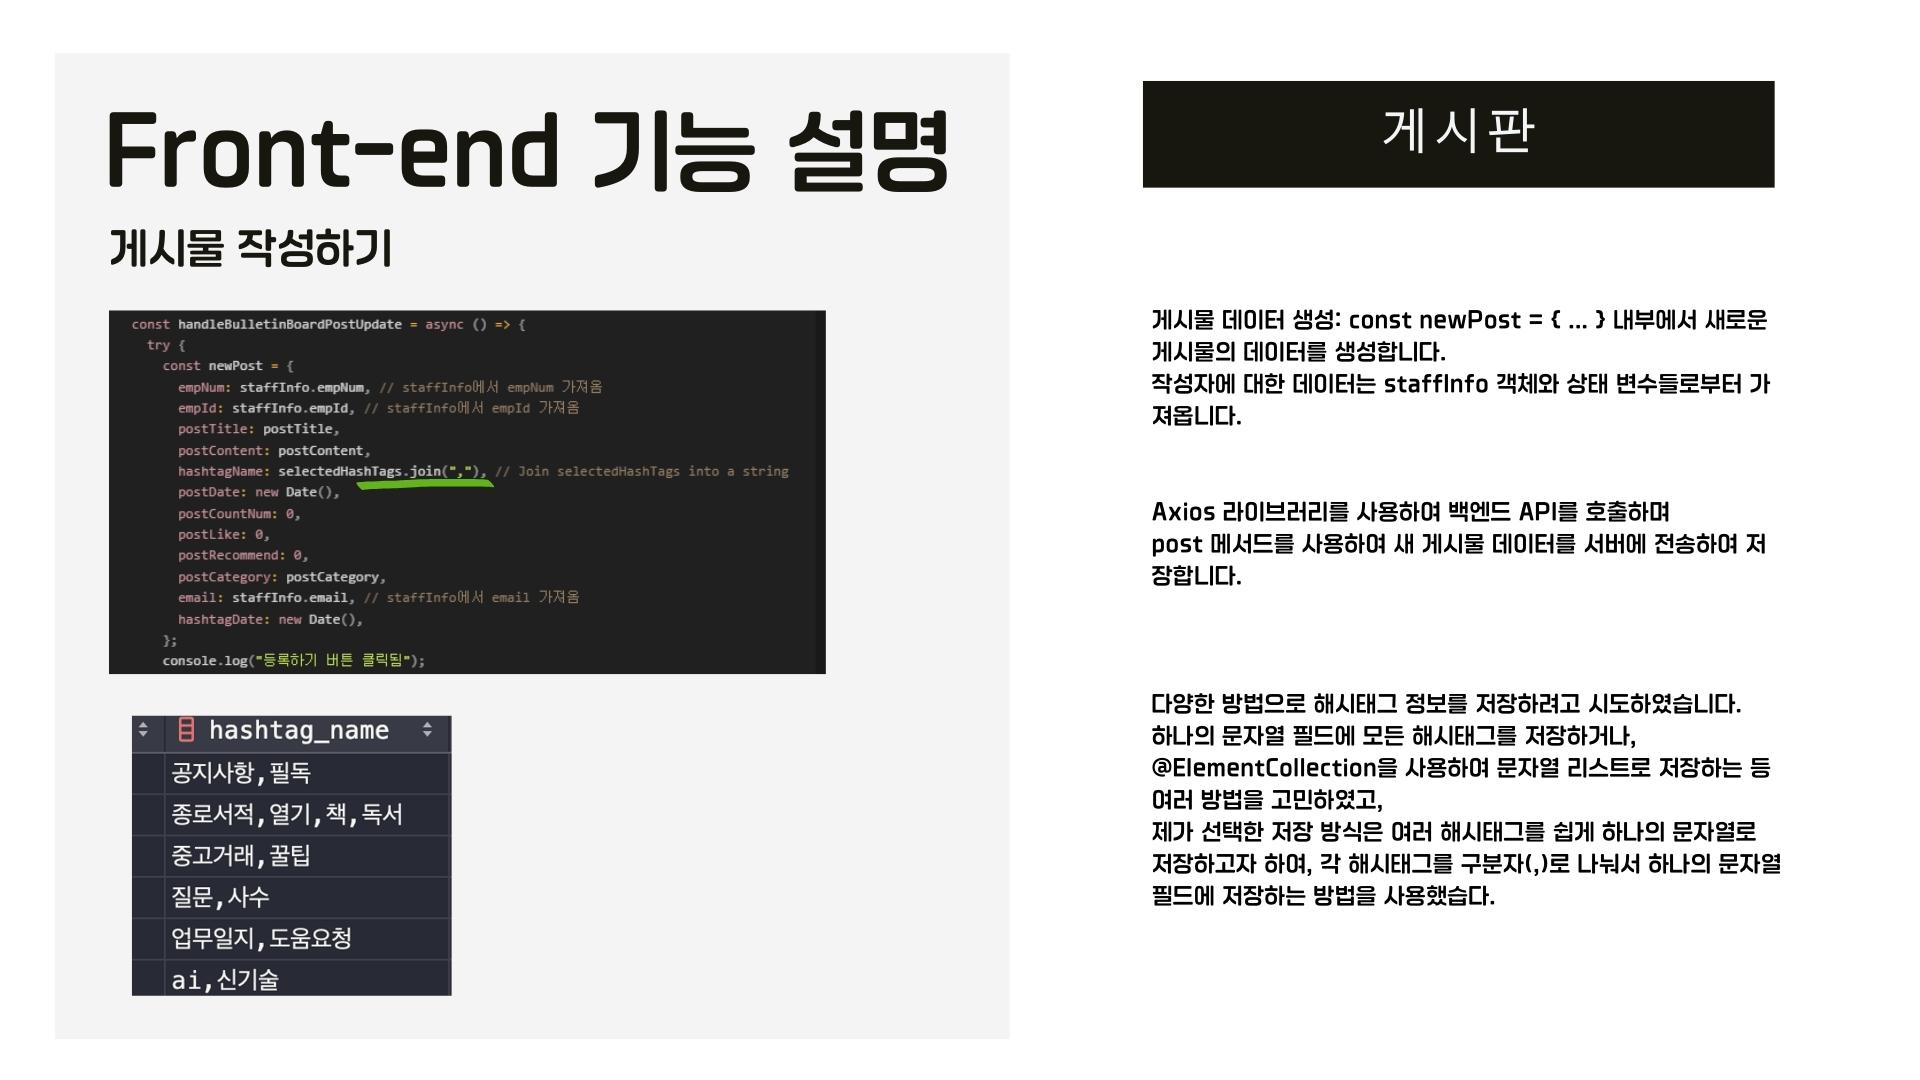 Front-end 기능 설명
게시물 작성하기
const handleBulletinBoardPostUpdate = async () => {
try {
const newPost = {
empNum: staffInfo.empNum, // staffInfo에서 empNum 가져옴
empId: staffInfo.empId, // staffInfo에서 empId 가져옴
postTitle: postTitle,
postContent: postContent,
hashtagName: selectedHashTags.join(","), // Join selectedHashTags into a string
postDate: new Date(),
postCountNum: 0,
postLike: 0,
postRecommend: 0,
postCategory: postCategory,
email: staffInfo.email, // staffInfo에서 email 가져옴
hashtagDate: new Date(),
};
console.log("등록하기 버튼 클릭됨");
hashtag_name
공지사항,필독
종로서적,열기,책,독서
중고거래,꿀팁
질문,사수
업무일지,도움요청
ai,신기술
게시판
게시물 데이터 생성: const newPost = { ... } 내부에서 새로운
게시물의 데이터를 생성합니다.
작성자에 대한 데이터는 staffInfo 객체와 상태 변수들로부터 가
져옵니다.
Axios 라이브러리를 사용하여 백엔드 API를 호출하며
post 메서드를 사용하여 새 게시물 데이터를 서버에 전송하여 저
장합니다.
다양한 방법으로 해시태그 정보를 저장하려고 시도하였습니다.
하나의 문자열 필드에 모든 해시태그를 저장하거나,
@ElementCollection을 사용하여 문자열 리스트로 저장하는 등
여러 방법을 고민하였고,
제가 선택한 저장 방식은 여러 해시태그를 쉽게 하나의 문자열로
저장하고자 하여, 각 해시태그를 구분자(,)로 나눠서 하나의 문자열
필드에 저장하는 방법을 사용했습다.